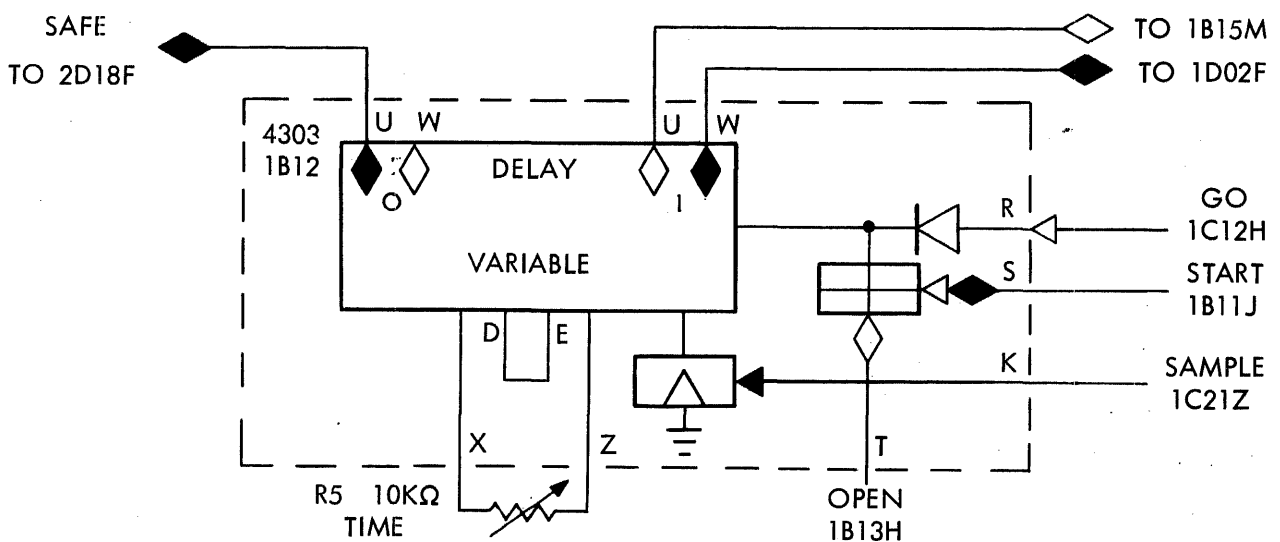 SAFE
TO 2D18F
TO 1B15M
TO 1D02F
4303
1B12
U W
U W
DELAY
O
1
VARIABLE
R
GO
1C12H
S
START
1B11J
D E
K
SAMPLE
1C21Z
X
Z
T
R5 10KΩ
TIME
OPEN
1B13H